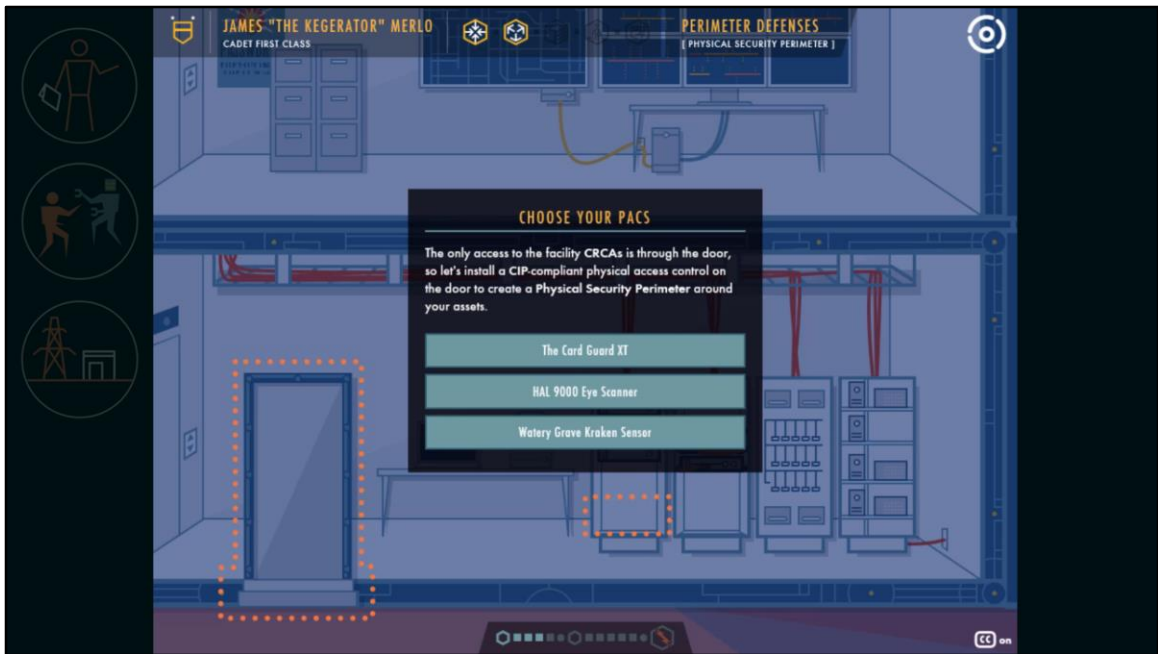 JAMES "THE KEGERATOR" MERLO
CADET FIRST CLASS
PERIMETER DEFENSES
[ PHYSICAL SECURITY PERIMETER ]
CHOOSE YOUR PACS
The only access to the facility CRCAs is through the door,
so let's install a CIP-compliant physical access control on
the door to create a Physical Security Perimeter around
your assets.
The Card Guard XT
HAL 9000 Eye Scanner
Watery Grave Kraken Sensor
CC on